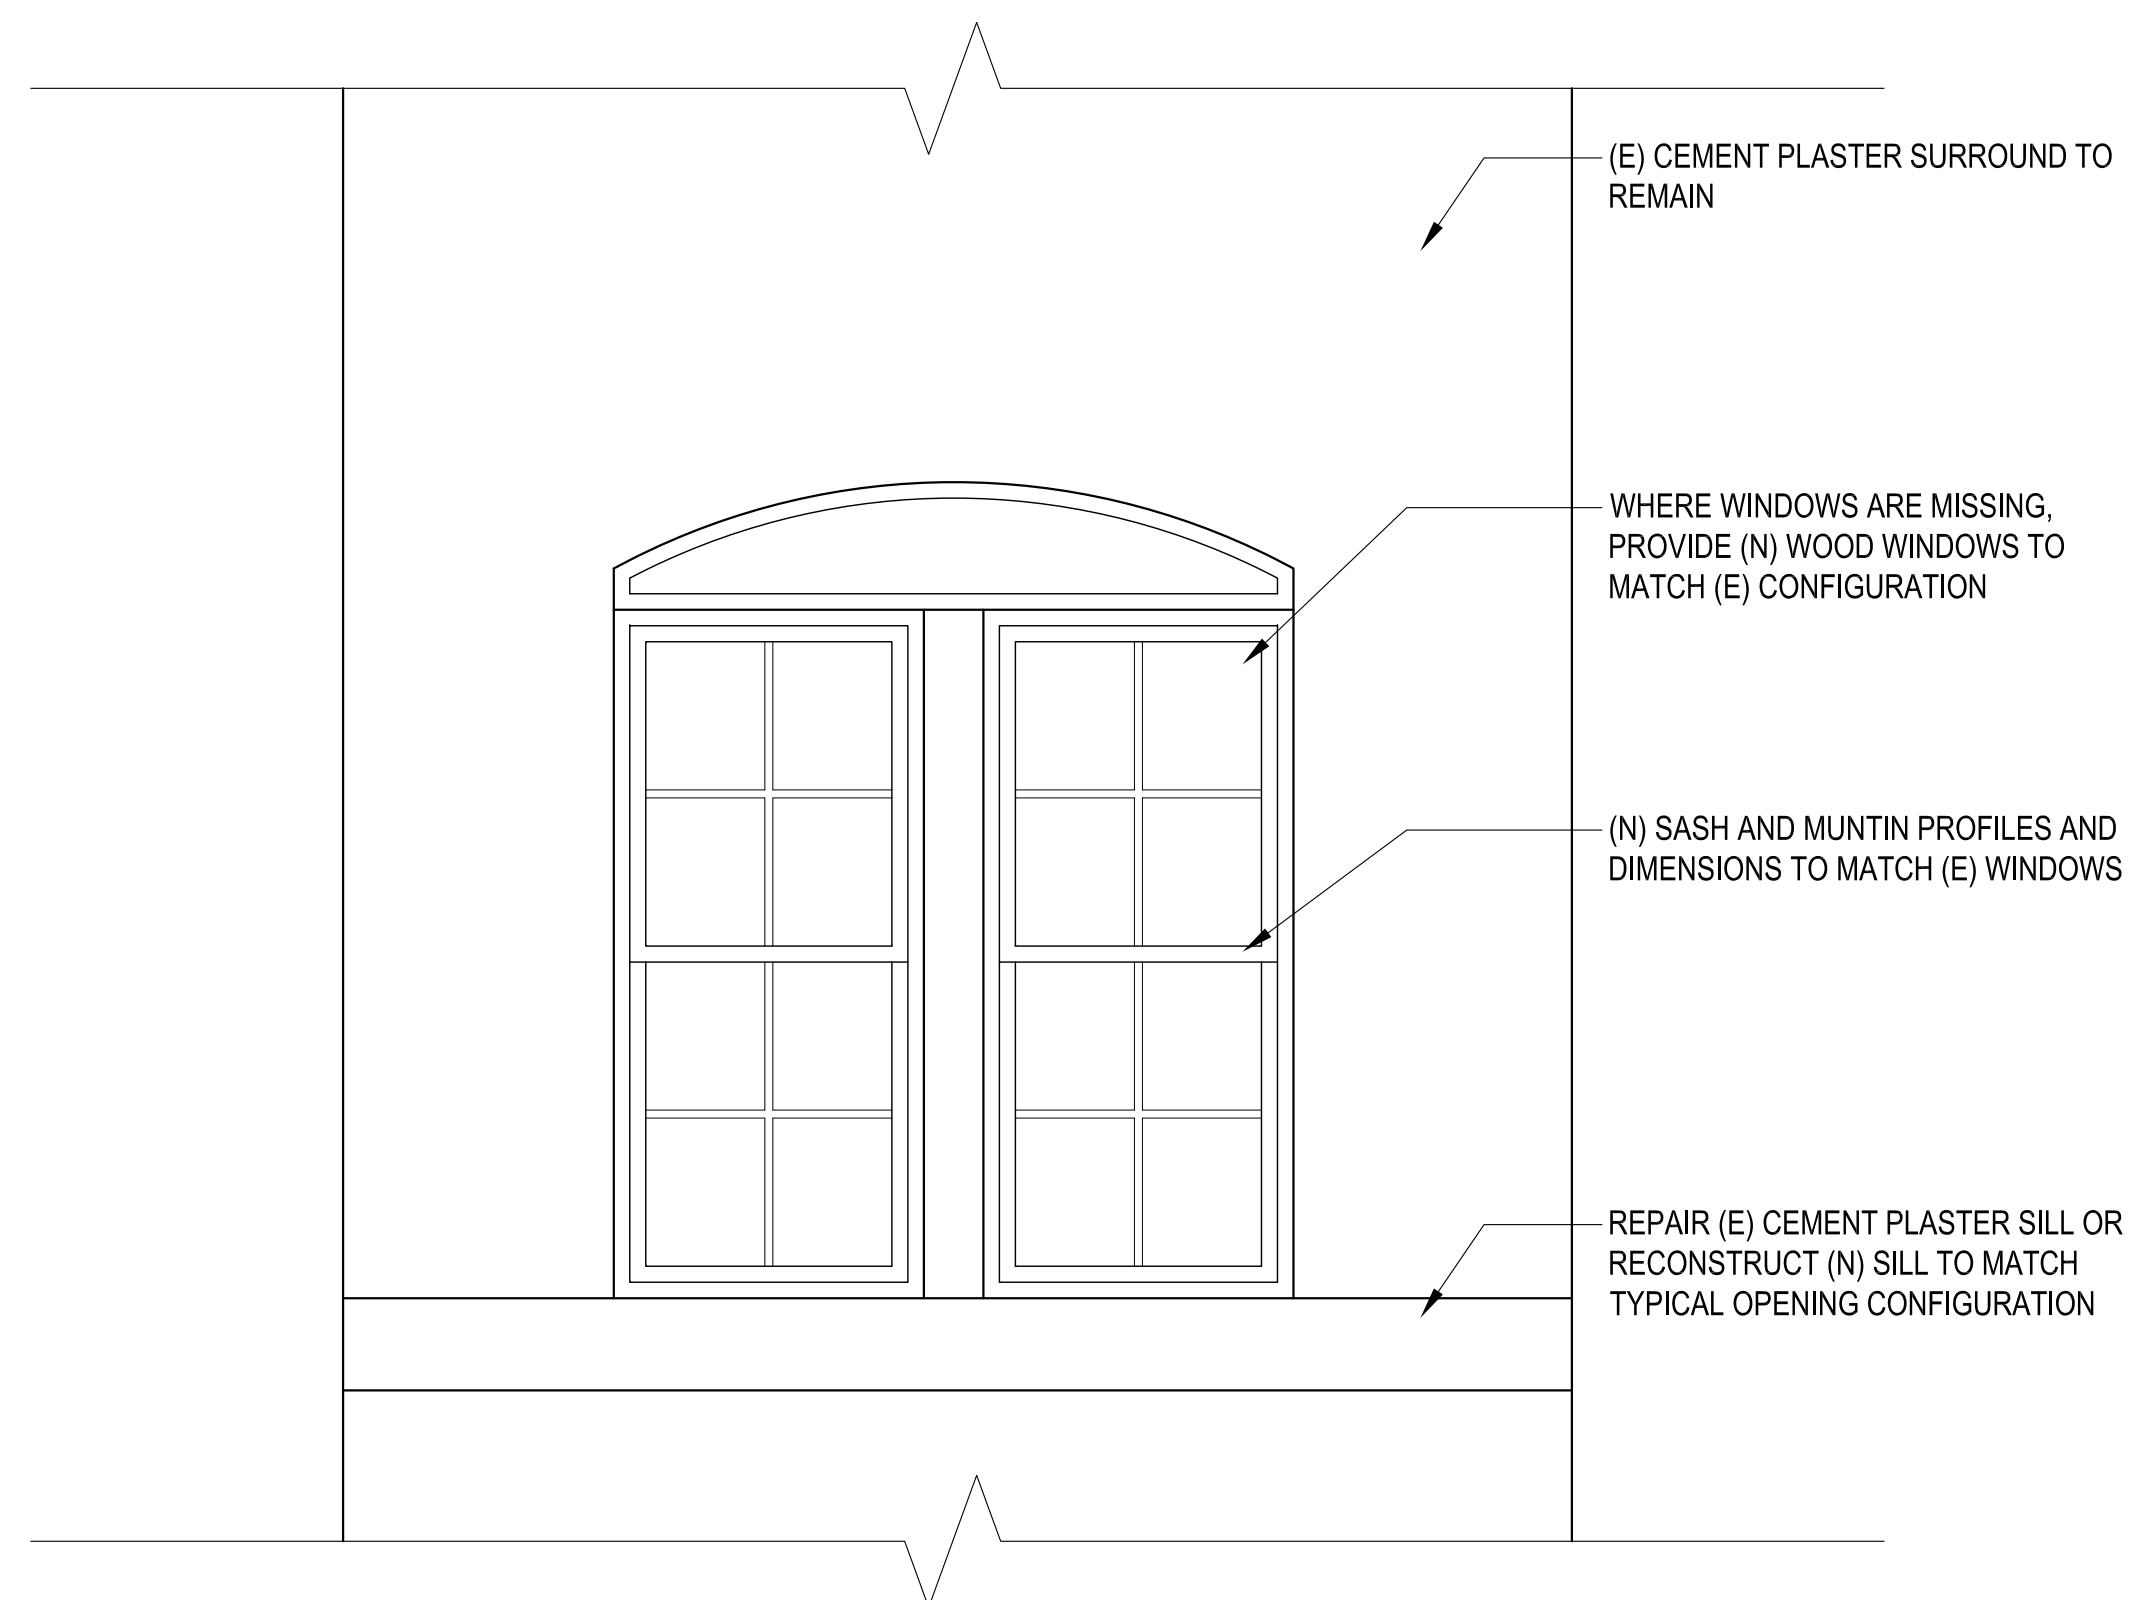 (E) CEMENT PLASTER SURROUND TO
REMAIN
WHERE WINDOWS ARE MISSING,
PROVIDE (N) WOOD WINDOWS TO
MATCH (E) CONFIGURATION
(N) SASH AND MUNTIN PROFILES AND
DIMENSIONS TO MATCH (E) WINDOWS
REPAIR (E) CEMENT PLASTER SILL OR
RECONSTRUCT (N) SILL TO MATCH
TYPICAL OPENING CONFIGURATION